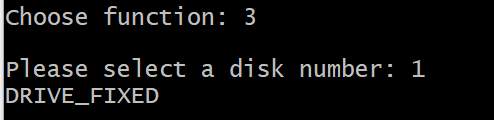 Choose function: 3
Please select a disk number: 1
DRIVE_FIXED